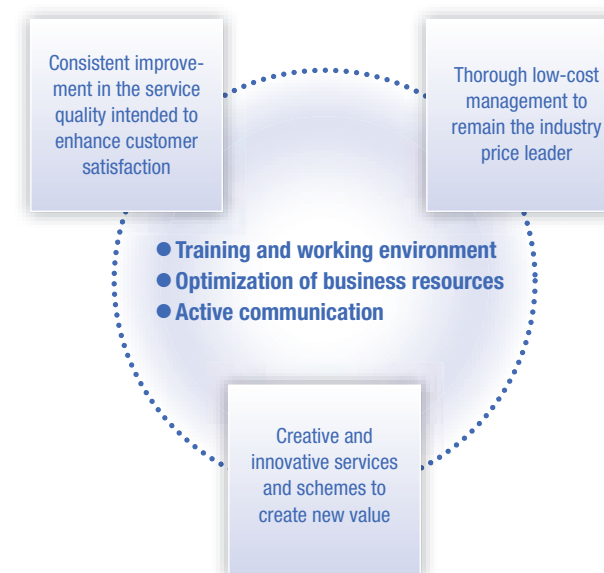 Consistent improve-
ment in the service
quality intended to
enhance customer
satisfaction
Thorough low-cost
management to
remain the industry
price leader
● Training and working environment
● Optimization of business resources
● Active communication
Creative and
innovative services
and schemes to
create new value